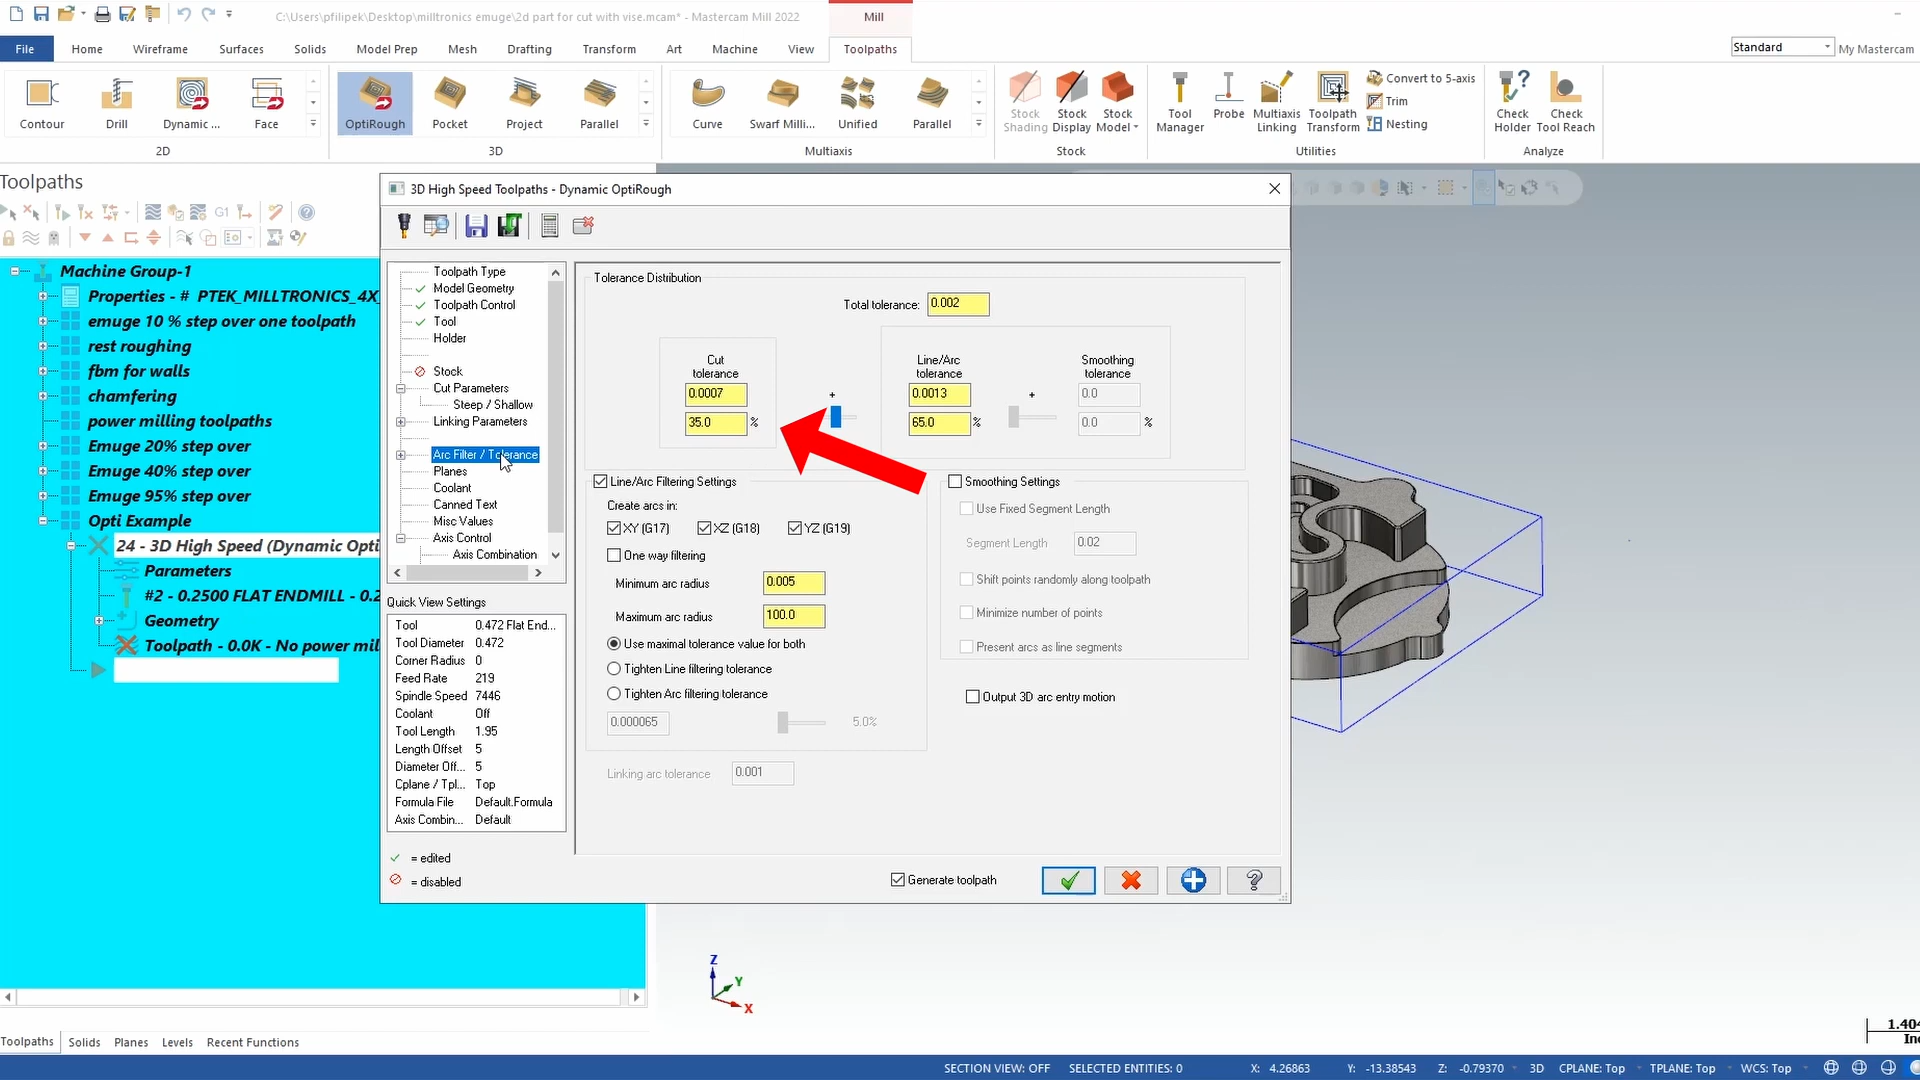 C:\Users\pfilipek\Desktop\milltronics emuge\2d part for cut with vise.mcam* - Mastercam Mill 2022
Mill
File
Home
Wireframe
Surfaces
Solids
Model Prep
Mesh
Drafting
Transform
Art
Machine
View
Toolpaths
Standard
My Mastercam
Contour
Drill
Dynamic ...
Face
OptiRough
Pocket
Project
Parallel
Curve
Swarf Milli...
Unified
Parallel
Stock Shading
Stock Display
Stock Model
Tool Manager
Probe
Multiaxis Linking
Toolpath Transform
Convert to 5-axis
Trim
Nesting
Check Holder
Check Tool Reach
2D
3D
Multiaxis
Stock
Utilities
Analyze
Toolpaths
G1
Machine Group-1
Properties - # PTEK_MILLTRONICS_4X
emuge 10 % step over one toolpath
rest roughing
fbm for walls
chamfering
power milling toolpaths
Emuge 20% step over
Emuge 40% step over
Emuge 95% step over
Opti Example
24 - 3D High Speed (Dynamic Opti
Parameters
#2 - 0.2500 FLAT ENDMILL - 0.2
Geometry
Toolpath - 0.0K - No power mil
3D High Speed Toolpaths - Dynamic OptiRough
Toolpath Type
Model Geometry
Toolpath Control
Tool
Holder
Stock
Cut Parameters
Steep / Shallow
Linking Parameters
Arc Filter / Tolerance
Planes
Coolant
Canned Text
Misc Values
Axis Control
Axis Combination
Quick View Settings
Tool 0.472 Flat End...
Tool Diameter 0.472
Corner Radius 0
Feed Rate 219
Spindle Speed 7446
Coolant Off
Tool Length 1.95
Length Offset 5
Diameter Off... 5
Cplane / Tpl... Top
Formula File Default.Formula
Axis Combin... Default
= edited
= disabled
Tolerance Distribution
Total tolerance: 0.002
Cut tolerance
0.0007
35.0 %
+
Line/Arc tolerance
0.0013
65.0 %
+
Smoothing tolerance
0.0
0.0 %
Line/Arc Filtering Settings
Create arcs in:
XY (G17) XZ (G18) YZ (G19)
One way filtering
Minimum arc radius 0.005
Maximum arc radius 100.0
Use maximal tolerance value for both
Tighten Line filtering tolerance
Tighten Arc filtering tolerance
0.000065 5.0%
Linking arc tolerance 0.001
Smoothing Settings
Use Fixed Segment Length
Segment Length 0.02
Shift points randomly along toolpath
Minimize number of points
Present arcs as line segments
Output 3D arc entry motion
Generate toolpath
Z
Y
X
1.404
Toolpaths
Solids
Planes
Levels
Recent Functions
SECTION VIEW: OFF
SELECTED ENTITIES: 0
X: 4.26863
Y: -13.38543
Z: -0.79370
3D
CPLANE: Top
TPLANE: Top
WCS: Top